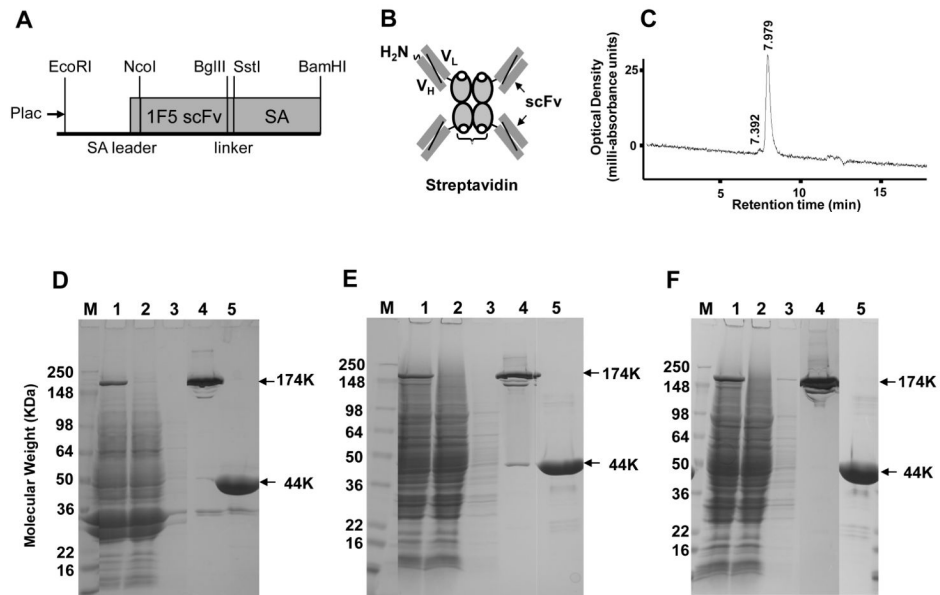 A
EcoRI NcoI BglII SstI BamHI
Plac
1F5 scFv SA
SA leader linker
B
H₂N
VL
VH
scFv
Streptavidin
C
Optical Density
(milli-absorbance units)
25
0
7.392
7.979
5 10 15
Retention time (min)
D
M 1 2 3 4 5
Molecular Weight (KDa)
250
148
98
64
50
36
22
16
174K
44K
E
M 1 2 3 4 5
250
148
98
64
50
36
22
16
174K
44K
F
M 1 2 3 4 5
250
148
98
64
50
36
22
16
174K
44K